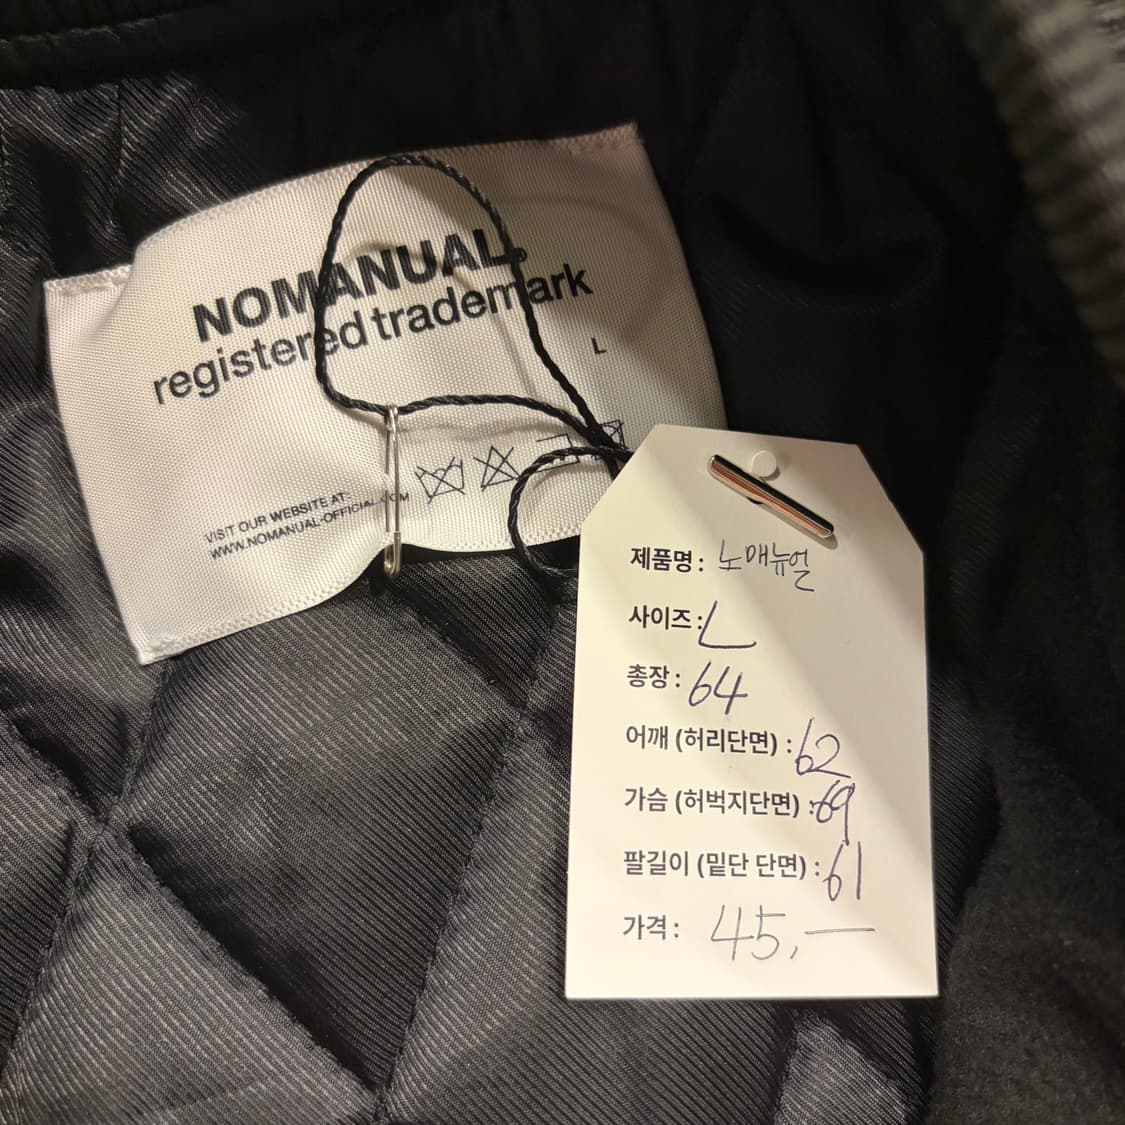 NOMANUAL®
registered trademark
L
VISIT OUR WEBSITE AT:
WWW.NOMANUAL-OFFICIAL.COM
제품명 : 노매뉴얼
사이즈 : L
총장 : 64
어깨 (허리단면) : 62
가슴 (허벅지단면) : 69
팔길이 (밑단 단면) : 61
가격 : 45,—